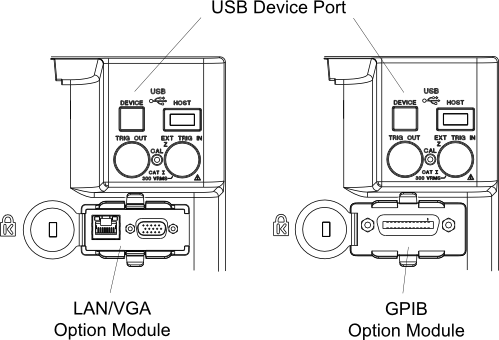 USB Device Port
USB
DEVICE HOST
TRIG OUT EXT TRIG IN
Z
CAL
CAT I
300 VRMS
USB
DEVICE HOST
TRIG OUT EXT TRIG IN
Z
CAL
CAT I
300 VRMS
K
K
LAN/VGA
Option Module
GPIB
Option Module